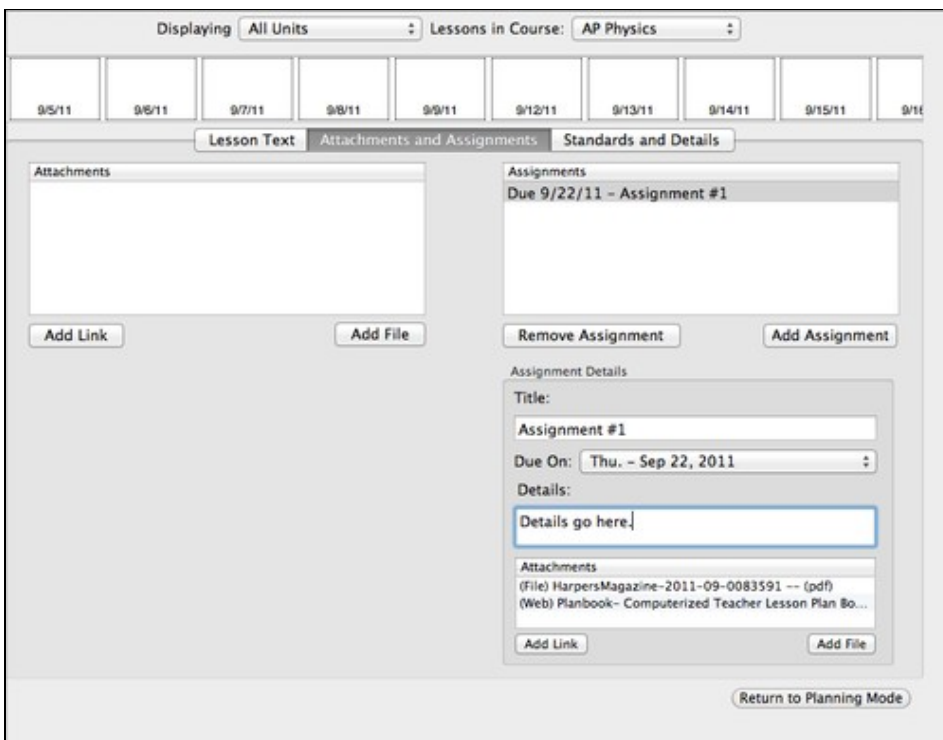 Displaying All Units Lessons in Course: AP Physics
9/5/11 9/6/11 9/7/11 9/8/11 9/9/11 9/12/11 9/13/11 9/14/11 9/15/11 9/16
Lesson Text Attachments and Assignments Standards and Details
Attachments
Add Link Add File
Assignments
Due 9/22/11 – Assignment #1
Remove Assignment Add Assignment
Assignment Details
Title:
Assignment #1
Due On: Thu. – Sep 22, 2011
Details:
Details go here.
Attachments
(File) HarpersMagazine-2011-09-0083591 -- (pdf)
(Web) Planbook- Computerized Teacher Lesson Plan Bo...
Add Link Add File
Return to Planning Mode